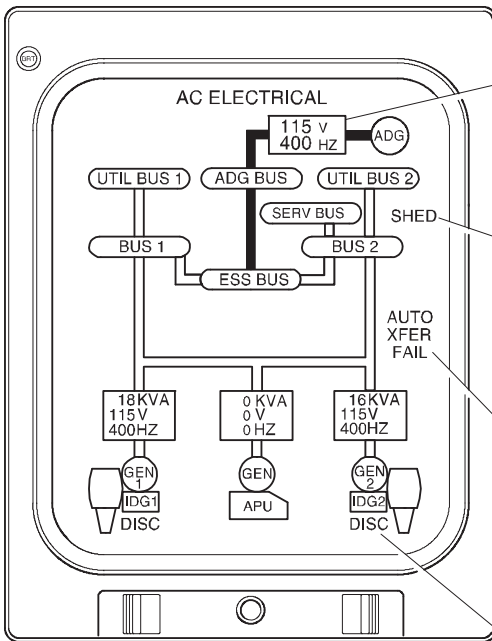 BRT
AC ELECTRICAL
115 V
400 HZ
ADG
UTIL BUS 1
ADG BUS
UTIL BUS 2
SERV BUS
SHED
BUS 1
BUS 2
ESS BUS
AUTO
XFER
FAIL
18KVA
115V
400HZ
0 KVA
0 V
0 HZ
16KVA
115V
400HZ
GEN
1
GEN
GEN
2
IDG1
APU
IDG2
DISC
DISC